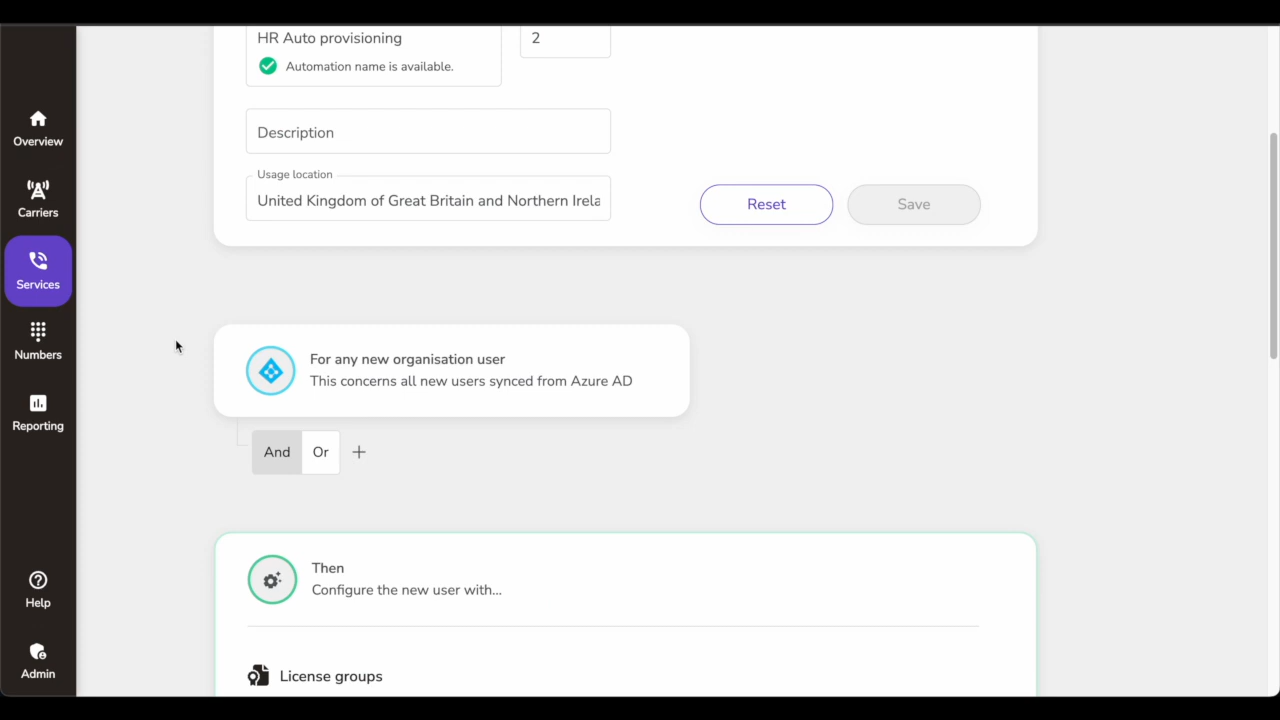 HR Auto provisioning
2
Automation name is available.
Overview
Description
Usage location
Carriers
United Kingdom of Great Britain and Northern Irela
Reset
Save
Services
Numbers
For any new organisation user
This concerns all new users synced from Azure AD
Reporting
And
Or
Then
Configure the new user with...
Help
License groups
Admin